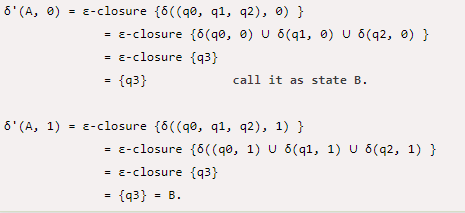 δ'(A, 0) = ε-closure {δ((q0, q1, q2), 0) }
= ε-closure {δ(q0, 0) ∪ δ(q1, 0) ∪ δ(q2, 0) }
= ε-closure {q3}
= {q3} call it as state B.
δ'(A, 1) = ε-closure {δ((q0, q1, q2), 1) }
= ε-closure {δ((q0, 1) ∪ δ(q1, 1) ∪ δ(q2, 1) }
= ε-closure {q3}
= {q3} = B.